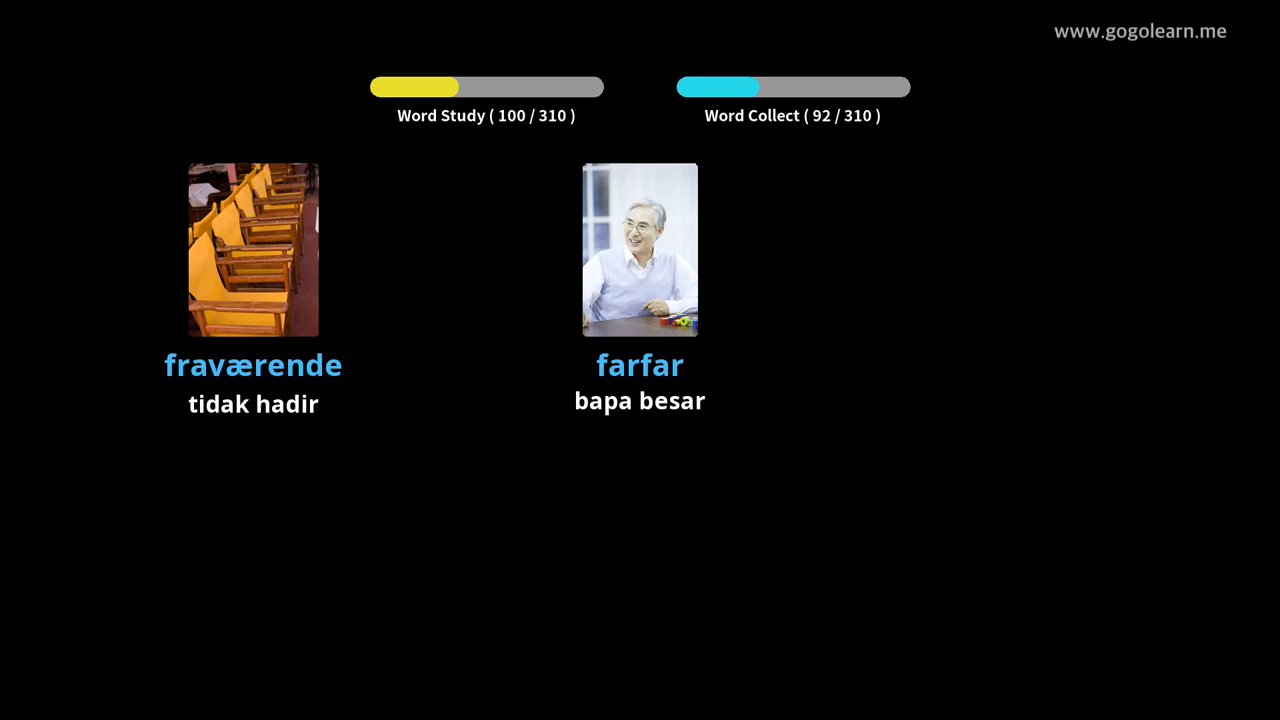 www.gogolearn.me
Word Study ( 100 / 310 )
Word Collect ( 92 / 310 )
fraværende
tidak hadir
farfar
bapa besar